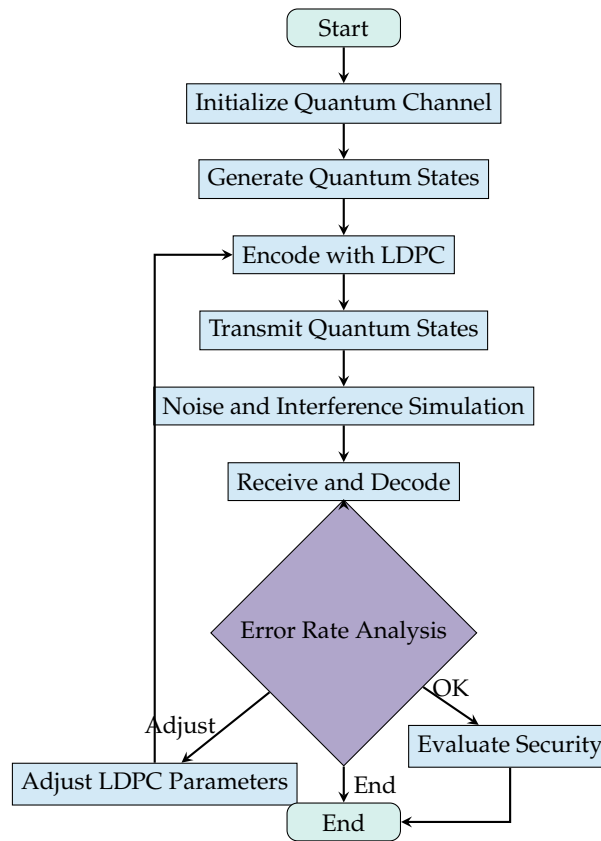 Start
Initialize Quantum Channel
Generate Quantum States
Encode with LDPC
Transmit Quantum States
Noise and Interference Simulation
Receive and Decode
Error Rate Analysis
OK
Adjust
Evaluate Security
Adjust LDPC Parameters
End
End